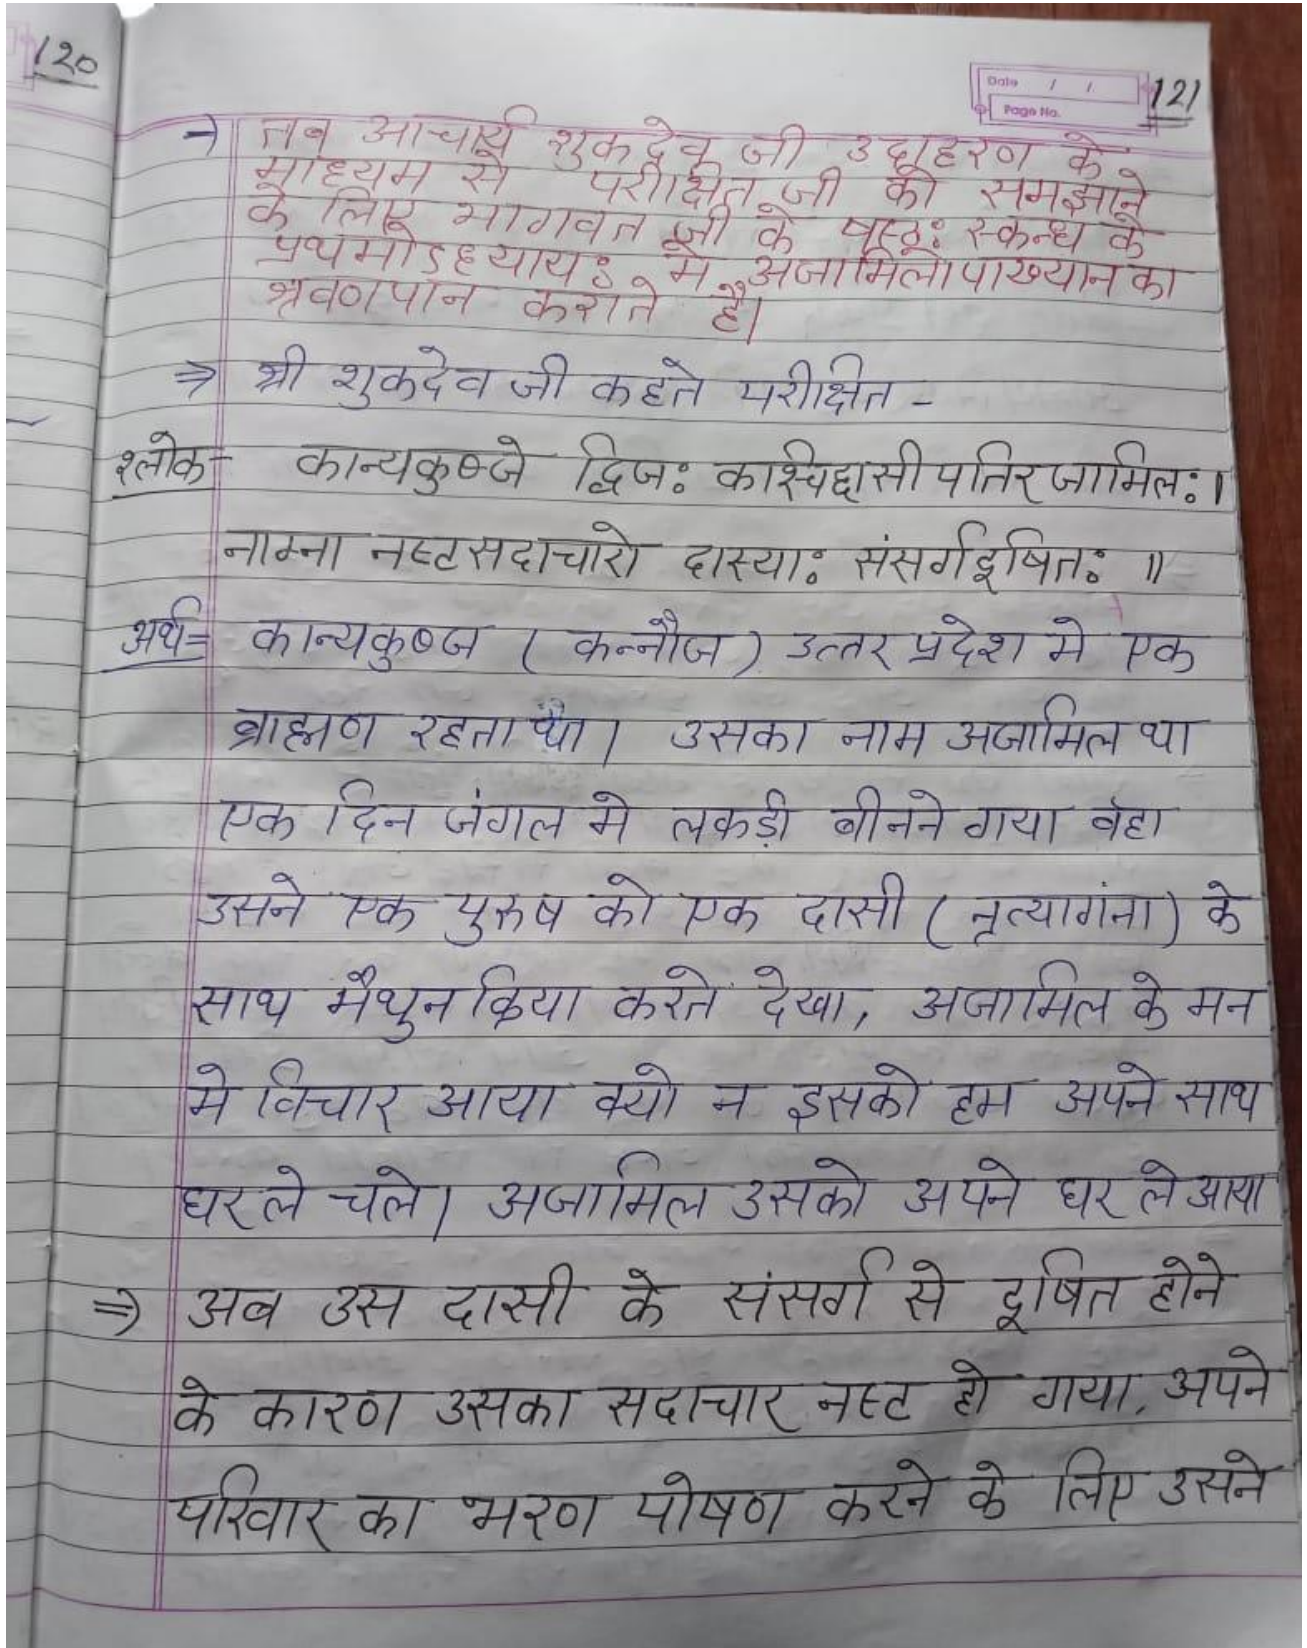 120
Date / /
Page No.
121
→ तब आचार्य शुकदेव जी उदाहरण के
माध्यम से परीक्षित जी को समझाने
के लिए भागवत जी के षष्ठः स्कन्ध के
प्रथमोऽध्यायः मे अजामिलोपाख्यान का
श्रवणपान कराते है।
⇒ श्री शुकदेव जी कहते परीक्षित -
श्लोक- कान्यकुब्जे द्विजः कश्चिद्दासीपतिरजामिलः।
नाम्ना नष्टसदाचारो दास्याः संसर्गदूषितः ॥
अर्थ= कान्यकुब्ज (कन्नौज) उत्तर प्रदेश मे एक
ब्राह्मण रहता था। उसका नाम अजामिल था
एक दिन जंगल मे लकड़ी बीनने गया वहा
उसने एक पुरुष को एक दासी (नृत्यागंना) के
साथ मैथुन क्रिया करते देखा, अजामिल के मन
मे विचार आया क्यो न इसको हम अपने साथ
घर ले चले। अजामिल उसको अपने घर ले आया
⇒ अब उस दासी के संसर्ग से दूषित होने
के कारण उसका सदाचार नष्ट हो गया, अपने
परिवार का भरण पोषण करने के लिए उसने